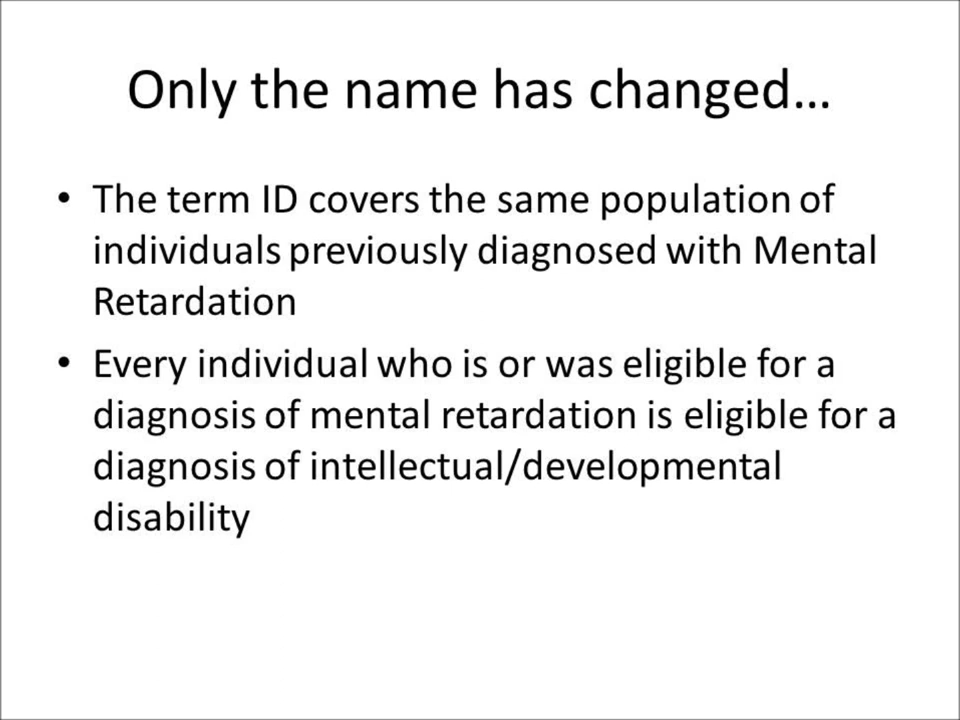 Only the name has changed…
• The term ID covers the same population of
individuals previously diagnosed with Mental
Retardation
• Every individual who is or was eligible for a
diagnosis of mental retardation is eligible for a
diagnosis of intellectual/developmental
disability